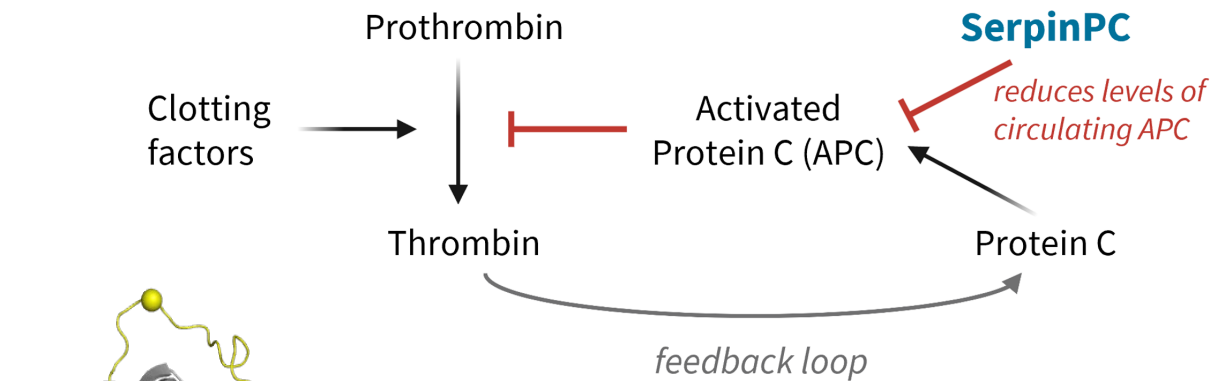 Prothrombin
SerpinPC
Clotting
factors
Activated
Protein C (APC)
reduces levels of
circulating APC
Thrombin
Protein C
feedback loop